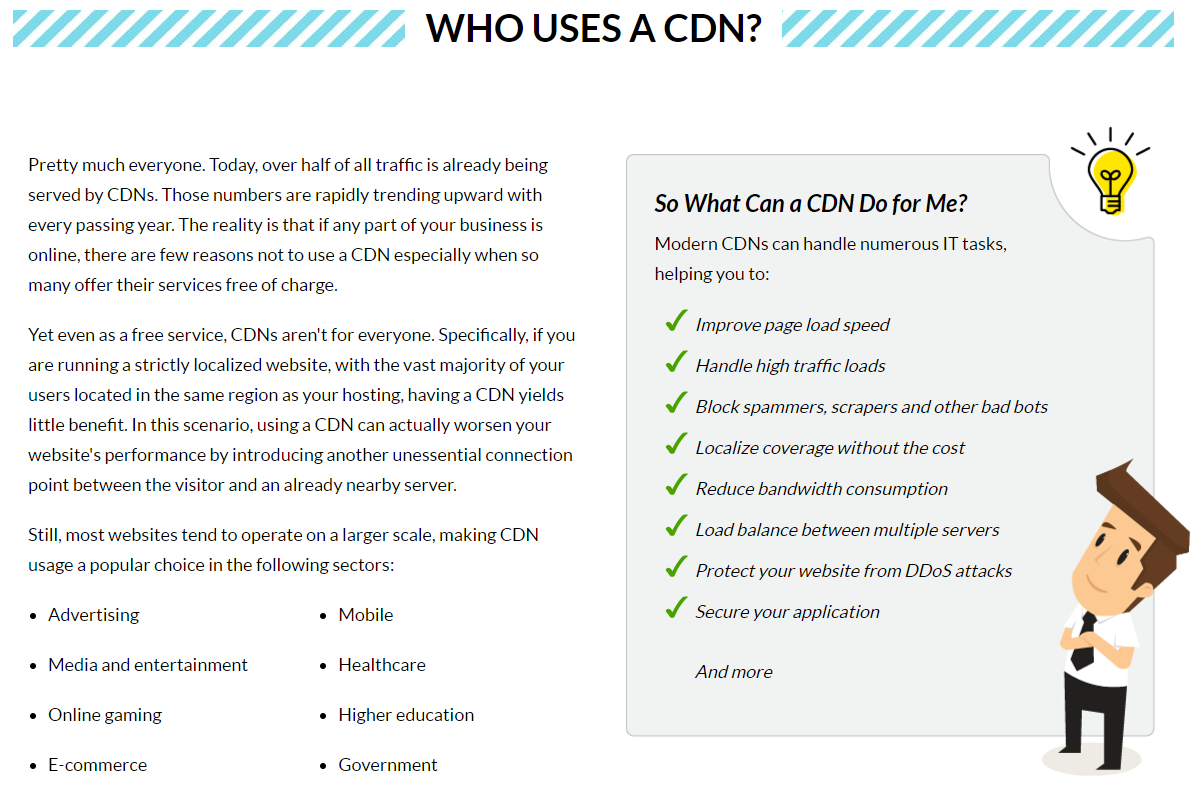 WHO USES A CDN?
Pretty much everyone. Today, over half of all traffic is already being
served by CDNs. Those numbers are rapidly trending upward with
every passing year. The reality is that if any part of your business is
online, there are few reasons not to use a CDN especially when so
many offer their services free of charge.
Yet even as a free service, CDNs aren't for everyone. Specifically, if you
are running a strictly localized website, with the vast majority of your
users located in the same region as your hosting, having a CDN yields
little benefit. In this scenario, using a CDN can actually worsen your
website's performance by introducing another unessential connection
point between the visitor and an already nearby server.
Still, most websites tend to operate on a larger scale, making CDN
usage a popular choice in the following sectors:
• Advertising
• Media and entertainment
• Online gaming
• E-commerce
• Mobile
• Healthcare
• Higher education
• Government
So What Can a CDN Do for Me?
Modern CDNs can handle numerous IT tasks,
helping you to:
Improve page load speed
Handle high traffic loads
Block spammers, scrapers and other bad bots
Localize coverage without the cost
Reduce bandwidth consumption
Load balance between multiple servers
Protect your website from DDoS attacks
Secure your application
And more